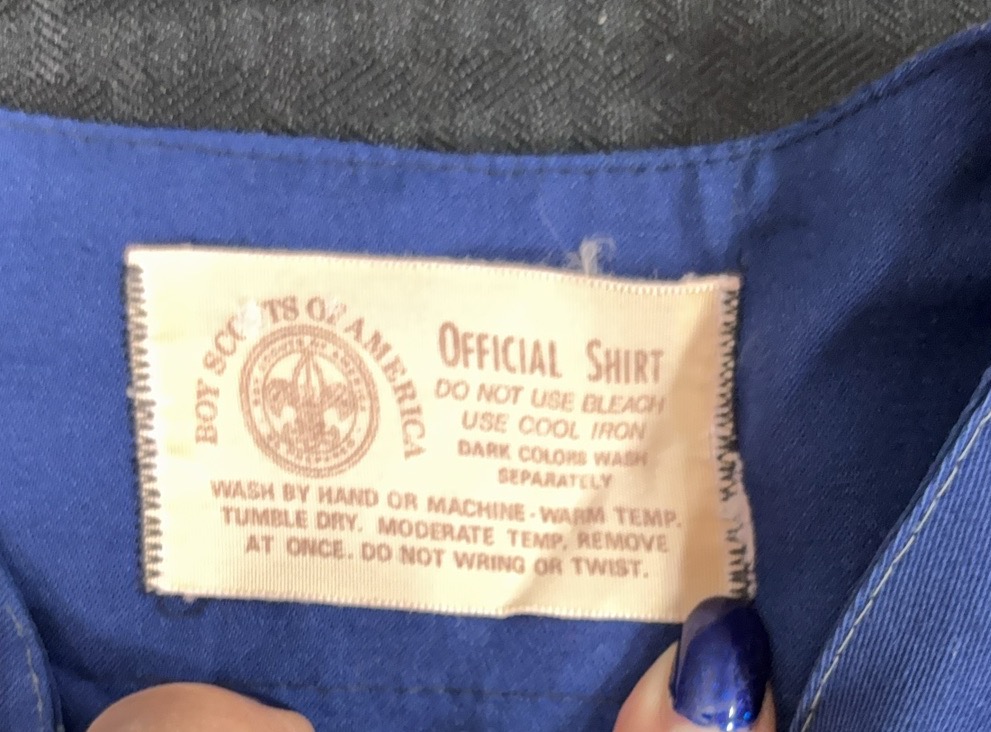 BOY SCOUTS OF AMERICA
OFFICIAL SHIRT
DO NOT USE BLEACH
USE COOL IRON
DARK COLORS WASH
SEPARATELY
WASH BY HAND OR MACHINE-WARM TEMP.
TUMBLE DRY. MODERATE TEMP. REMOVE
AT ONCE. DO NOT WRING OR TWIST.